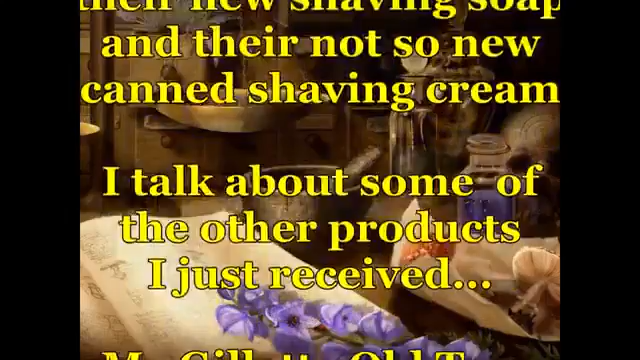 their new shaving soap
and their not so new
canned shaving cream
I talk about some of
the other products
I just received...